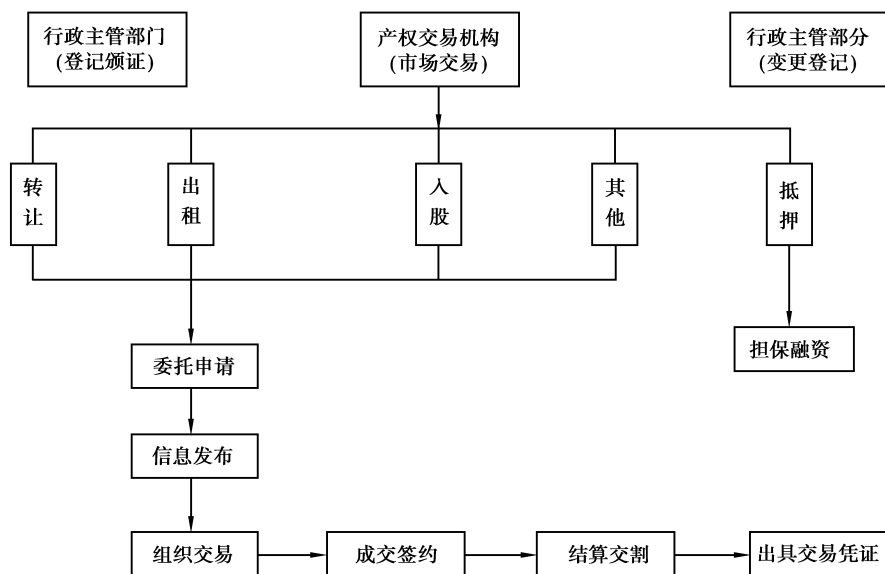 行政主管部门
(登记颁证)
产权交易机构
(市场交易)
行政主管部分
(变更登记)
转让
出租
入股
其他
抵押
担保融资
委托申请
信息发布
组织交易
成交签约
结算交割
出具交易凭证